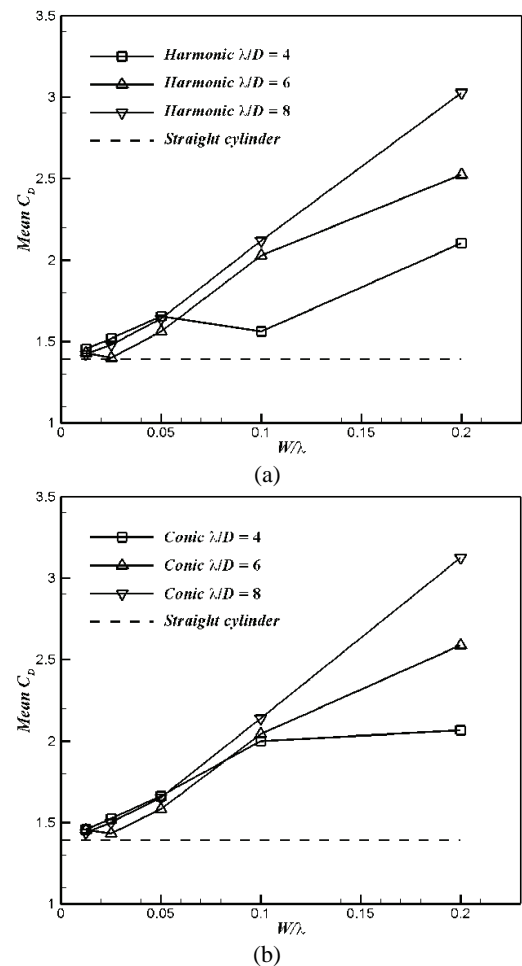 3.5
Harmonic λ/D = 4
Harmonic λ/D = 6
3
Harmonic λ/D = 8
Straight cylinder
2.5
Mean C_D
2
1.5
1
0 0.05 0.1 0.15 0.2
W/λ
(a)
3.5
Conic λ/D = 4
Conic λ/D = 6
3
Conic λ/D = 8
Straight cylinder
2.5
Mean C_D
2
1.5
1
0 0.05 0.1 0.15 0.2
W/λ
(b)